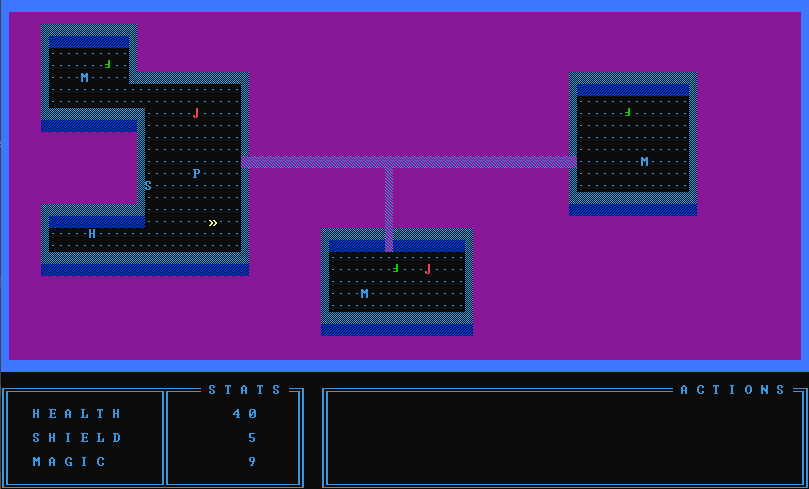 Ⅎ
M
J
Ⅎ
M
P
S
»
H
Ⅎ J
M
STATS
ACTIONS
HEALTH 40
SHIELD 5
MAGIC 9